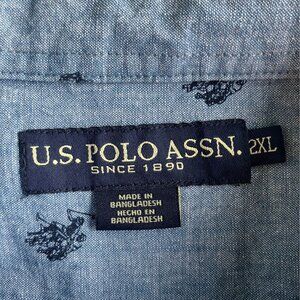 U.S. POLO ASSN. 2XL
SINCE 1890
MADE IN
BANGLADESH
HECHO EN
BANGLADESH